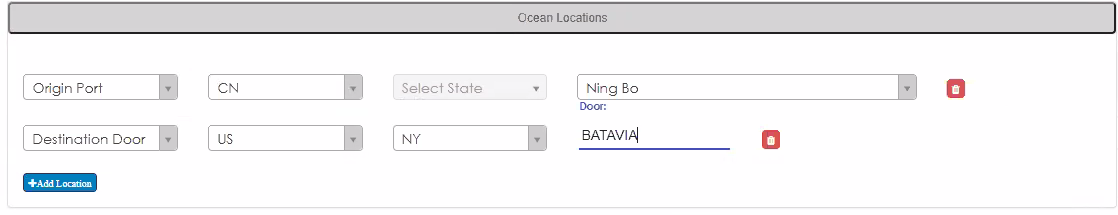 Ocean Locations
Origin Port CN Select State Ning Bo
Door:
Destination Door US NY BATAVIA
+Add Location